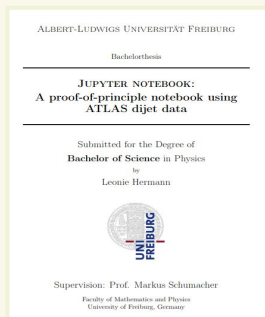 ALBERT-LUDWIGS UNIVERSITÄT FREIBURG
Bachelorthesis
JUPYTER NOTEBOOK:
A proof-of-principle notebook using
ATLAS dijet data
Submitted for the Degree of
Bachelor of Science in Physics
by
Leonie Hermann
UNI
FREIBURG
Supervision: Prof. Markus Schumacher
Faculty of Mathematics and Physics
University of Freiburg, Germany